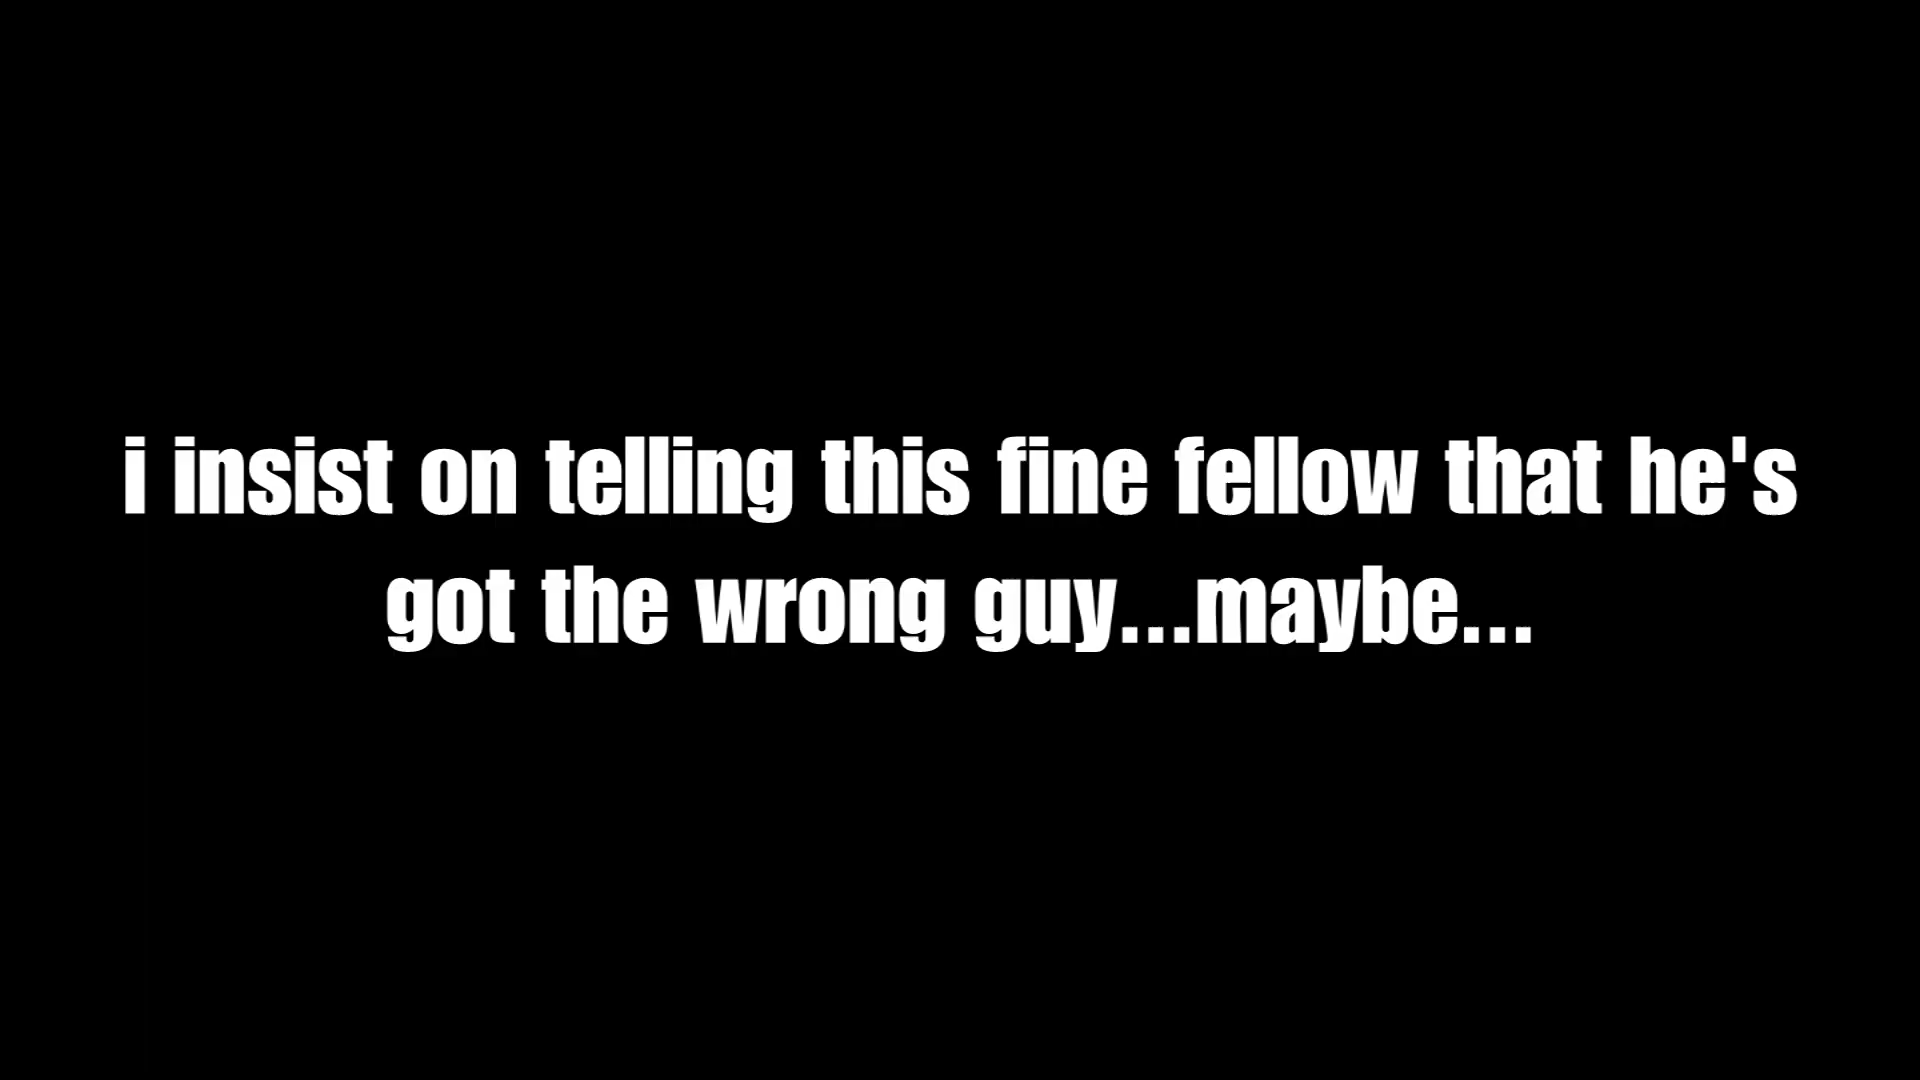 i insist on telling this fine fellow that he's
got the wrong guy...maybe...